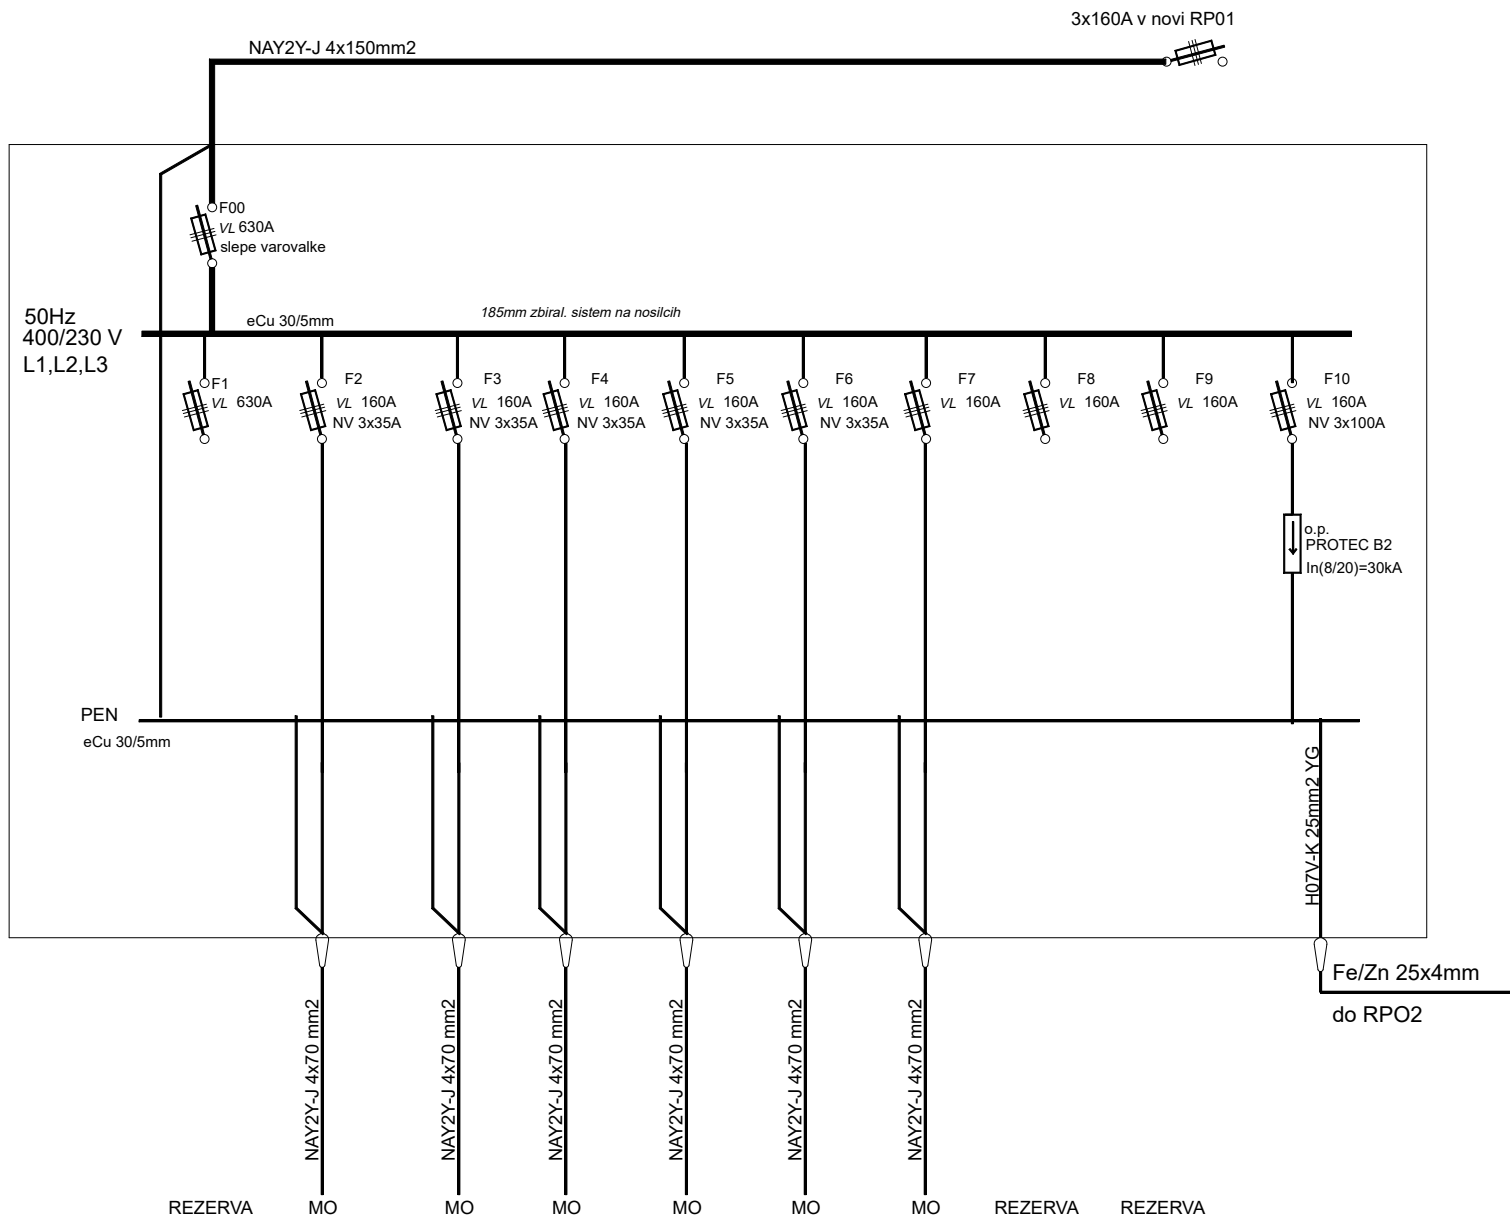 3x160A v novi RP01
NAY2Y-J 4x150mm2
F00
VL 630A
slepe varovalke
50Hz
400/230 V
L1,L2,L3
eCu 30/5mm
185mm zbiral. sistem na nosilcih
F1
VL 630A
F2
VL 160A
NV 3x35A
F3
VL 160A
NV 3x35A
F4
VL 160A
NV 3x35A
F5
VL 160A
NV 3x35A
F6
VL 160A
NV 3x35A
F7
VL 160A
F8
VL 160A
F9
VL 160A
F10
VL 160A
NV 3x100A
o.p.
PROTEC B2
In(8/20)=30kA
PEN
eCu 30/5mm
H07V-K 25mm2 YG
Fe/Zn 25x4mm
do RPO2
NAY2Y-J 4x70 mm2
NAY2Y-J 4x70 mm2
NAY2Y-J 4x70 mm2
NAY2Y-J 4x70 mm2
NAY2Y-J 4x70 mm2
NAY2Y-J 4x70 mm2
REZERVA
MO
MO
MO
MO
MO
MO
REZERVA
REZERVA